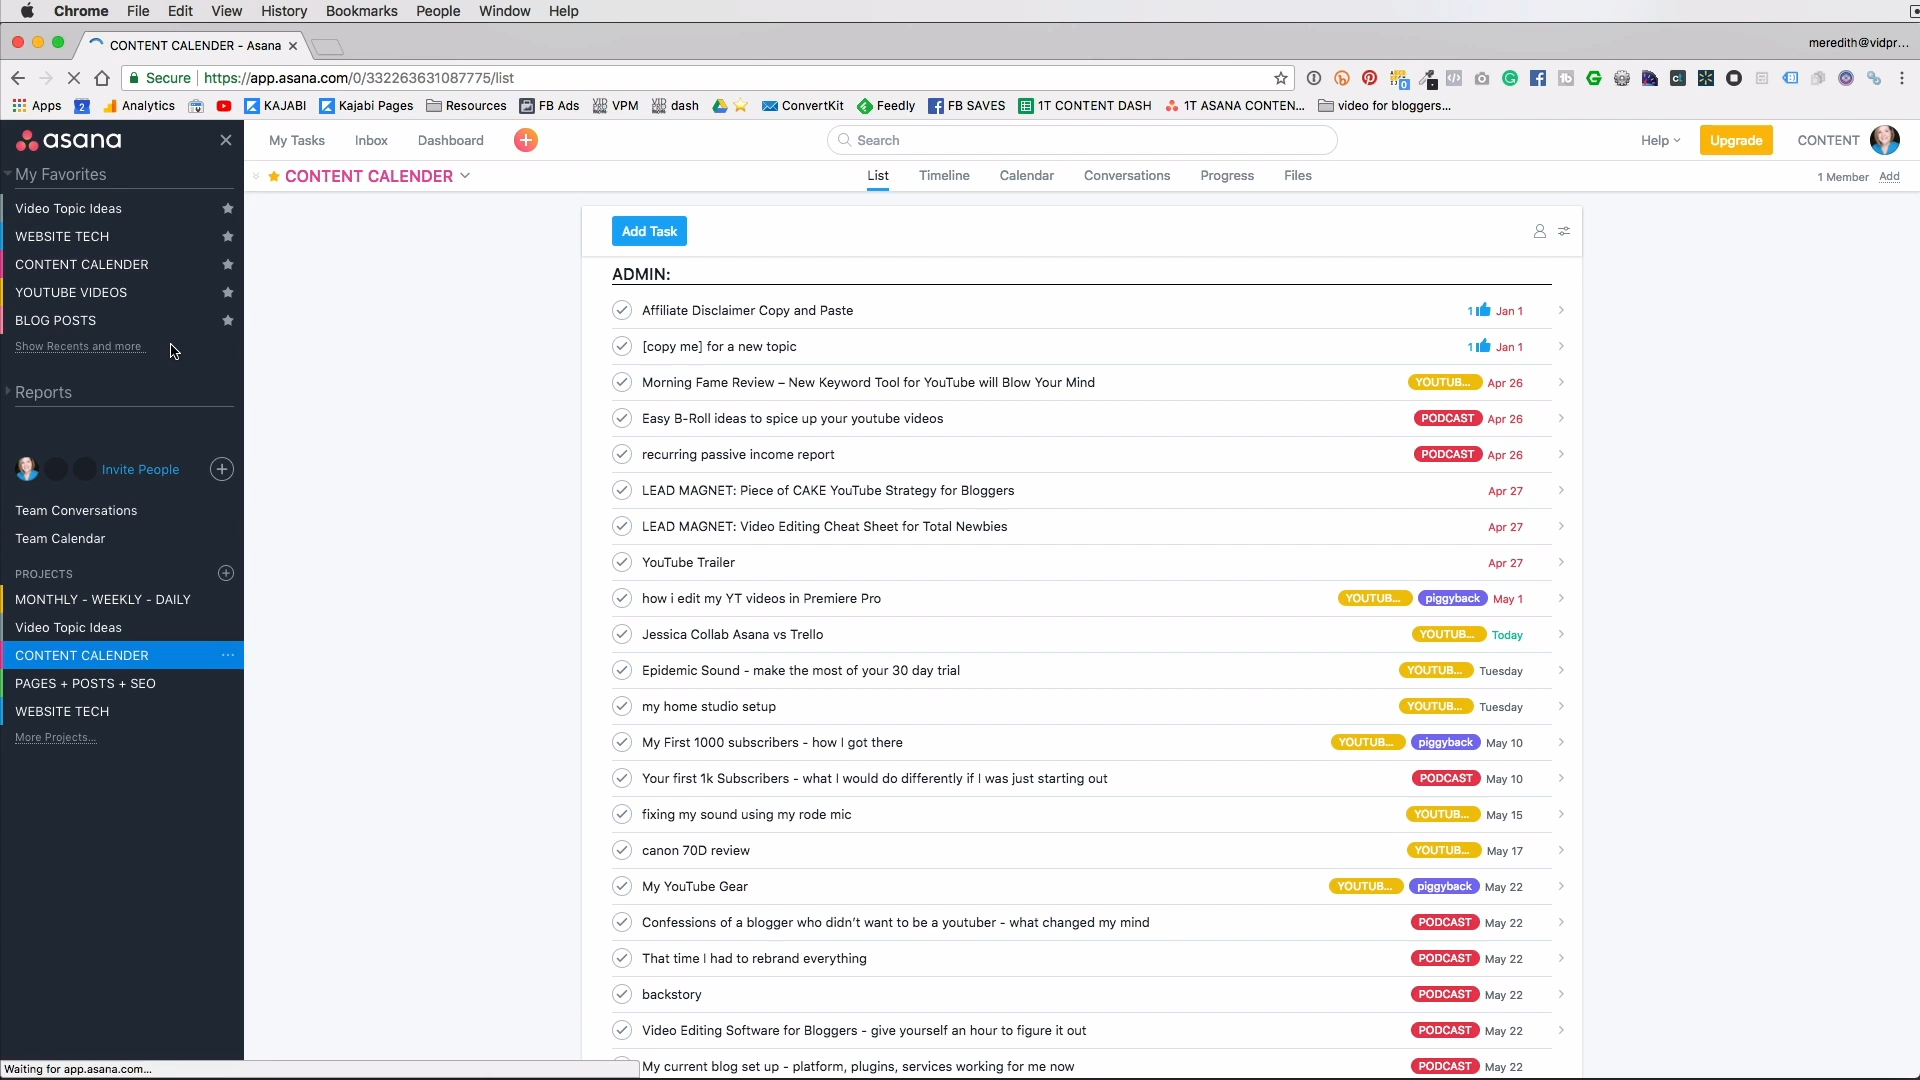 Chrome File Edit View History Bookmarks People Window Help
CONTENT CALENDER - Asana
meredith@vidpr...
Secure https://app.asana.com/0/332263631087775/list
Apps 2 Analytics KAJABI Kajabi Pages Resources FB Ads VPM dash ConvertKit Feedly FB SAVES 1T CONTENT DASH 1T ASANA CONTEN... video for bloggers...
asana
My Tasks Inbox Dashboard Search Help Upgrade CONTENT
My Favorites
CONTENT CALENDER List Timeline Calendar Conversations Progress Files 1 Member Add
Video Topic Ideas
WEBSITE TECH
CONTENT CALENDER
YOUTUBE VIDEOS
BLOG POSTS
Show Recents and more
Reports
Invite People
Team Conversations
Team Calendar
PROJECTS
MONTHLY - WEEKLY - DAILY
Video Topic Ideas
CONTENT CALENDER
PAGES + POSTS + SEO
WEBSITE TECH
More Projects...
Add Task
ADMIN:
Affiliate Disclaimer Copy and Paste 1 Jan 1
[copy me] for a new topic 1 Jan 1
Morning Fame Review – New Keyword Tool for YouTube will Blow Your Mind YOUTUB... Apr 26
Easy B-Roll ideas to spice up your youtube videos PODCAST Apr 26
recurring passive income report PODCAST Apr 26
LEAD MAGNET: Piece of CAKE YouTube Strategy for Bloggers Apr 27
LEAD MAGNET: Video Editing Cheat Sheet for Total Newbies Apr 27
YouTube Trailer Apr 27
how i edit my YT videos in Premiere Pro YOUTUB... piggyback May 1
Jessica Collab Asana vs Trello YOUTUB... Today
Epidemic Sound - make the most of your 30 day trial YOUTUB... Tuesday
my home studio setup YOUTUB... Tuesday
My First 1000 subscribers - how I got there YOUTUB... piggyback May 10
Your first 1k Subscribers - what I would do differently if I was just starting out PODCAST May 10
fixing my sound using my rode mic YOUTUB... May 15
canon 70D review YOUTUB... May 17
My YouTube Gear YOUTUB... piggyback May 22
Confessions of a blogger who didn't want to be a youtuber - what changed my mind PODCAST May 22
That time I had to rebrand everything PODCAST May 22
backstory PODCAST May 22
Video Editing Software for Bloggers - give yourself an hour to figure it out PODCAST May 22
My current blog set up - platform, plugins, services working for me now PODCAST May 22
Waiting for app.asana.com...